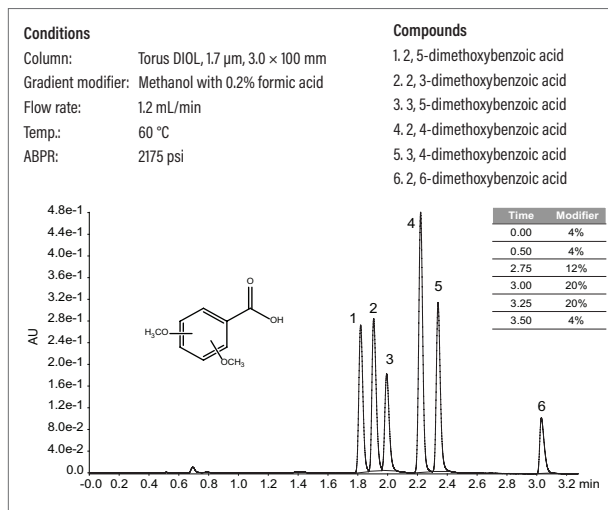 Conditions
Column: Torus DIOL, 1.7 µm, 3.0 × 100 mm
Gradient modifier: Methanol with 0.2% formic acid
Flow rate: 1.2 mL/min
Temp.: 60 °C
ABPR: 2175 psi
Compounds
1. 2, 5-dimethoxybenzoic acid
2. 2, 3-dimethoxybenzoic acid
3. 3, 5-dimethoxybenzoic acid
4. 2, 4-dimethoxybenzoic acid
5. 3, 4-dimethoxybenzoic acid
6. 2, 6-dimethoxybenzoic acid
Time Modifier
0.00 4%
0.50 4%
2.75 12%
3.00 20%
3.25 20%
3.50 4%
AU
4.8e-1
4.4e-1
4.0e-1
3.6e-1
3.2e-1
2.8e-1
2.4e-1
2.0e-1
1.6e-1
1.2e-1
8.0e-2
4.0e-2
0.0
O
OH
H₃CO
OCH₃
1
2
3
4
5
6
-0.0 0.2 0.4 0.6 0.8 1.0 1.2 1.4 1.6 1.8 2.0 2.2 2.4 2.6 2.8 3.0 3.2 min